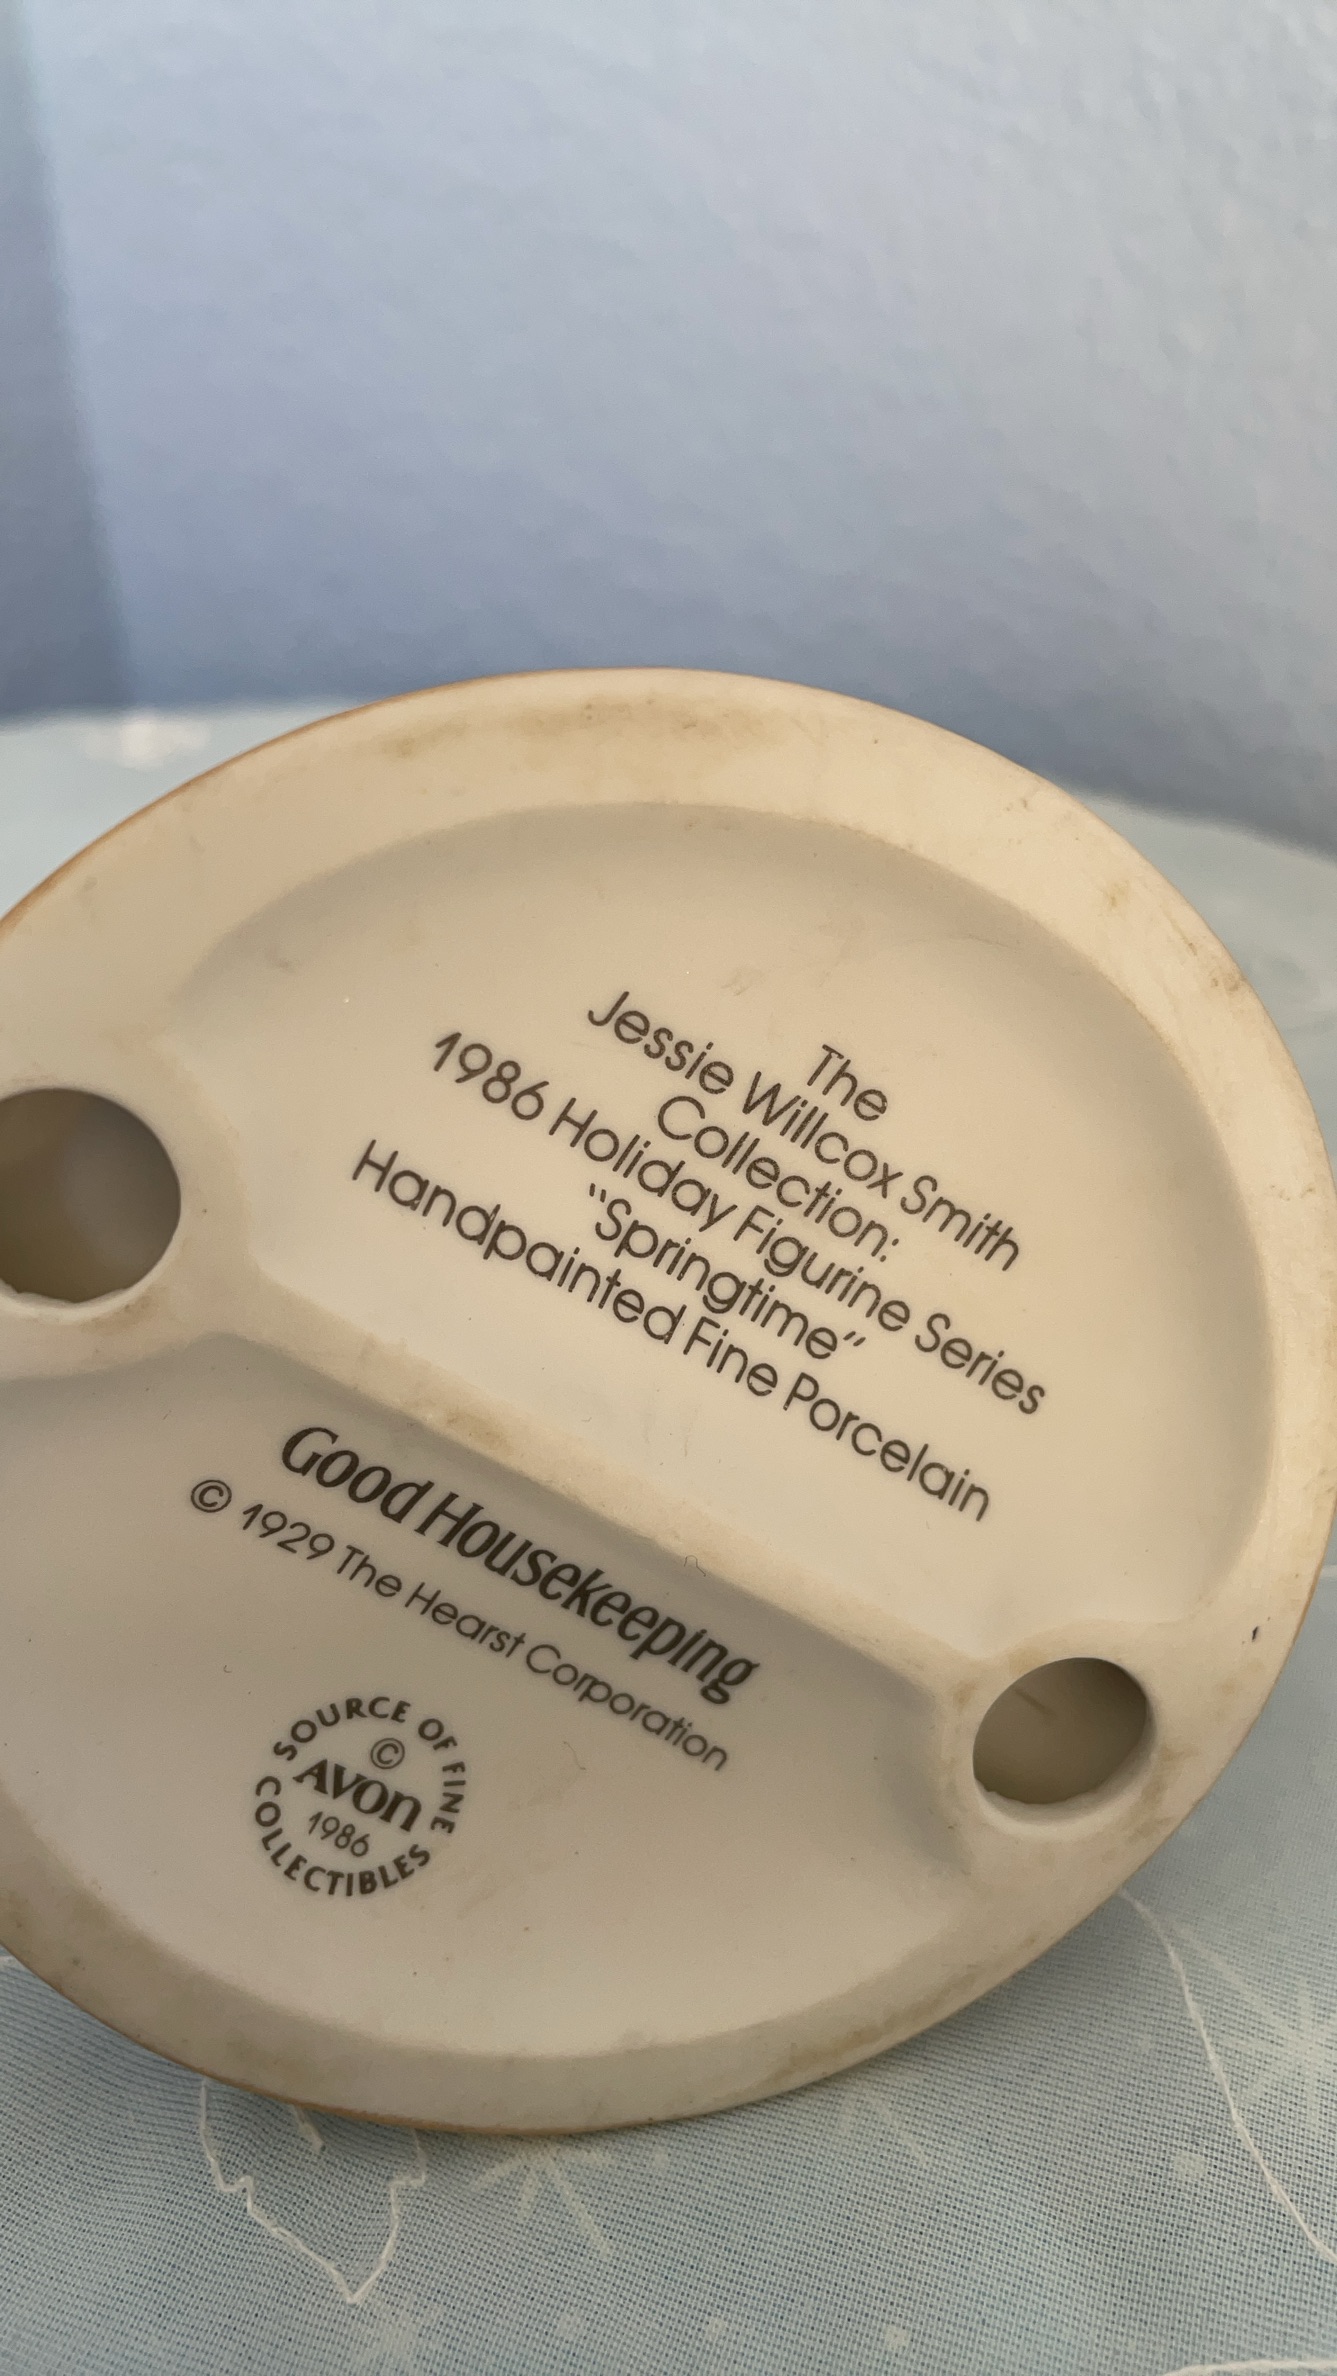 The
Jessie Willcox Smith
Collection:
1986 Holiday Figurine Series
“Springtime”
Handpainted Fine Porcelain
Good Housekeeping
© 1929 The Hearst Corporation
SOURCE OF FINE
©
AVON
1986
COLLECTIBLES